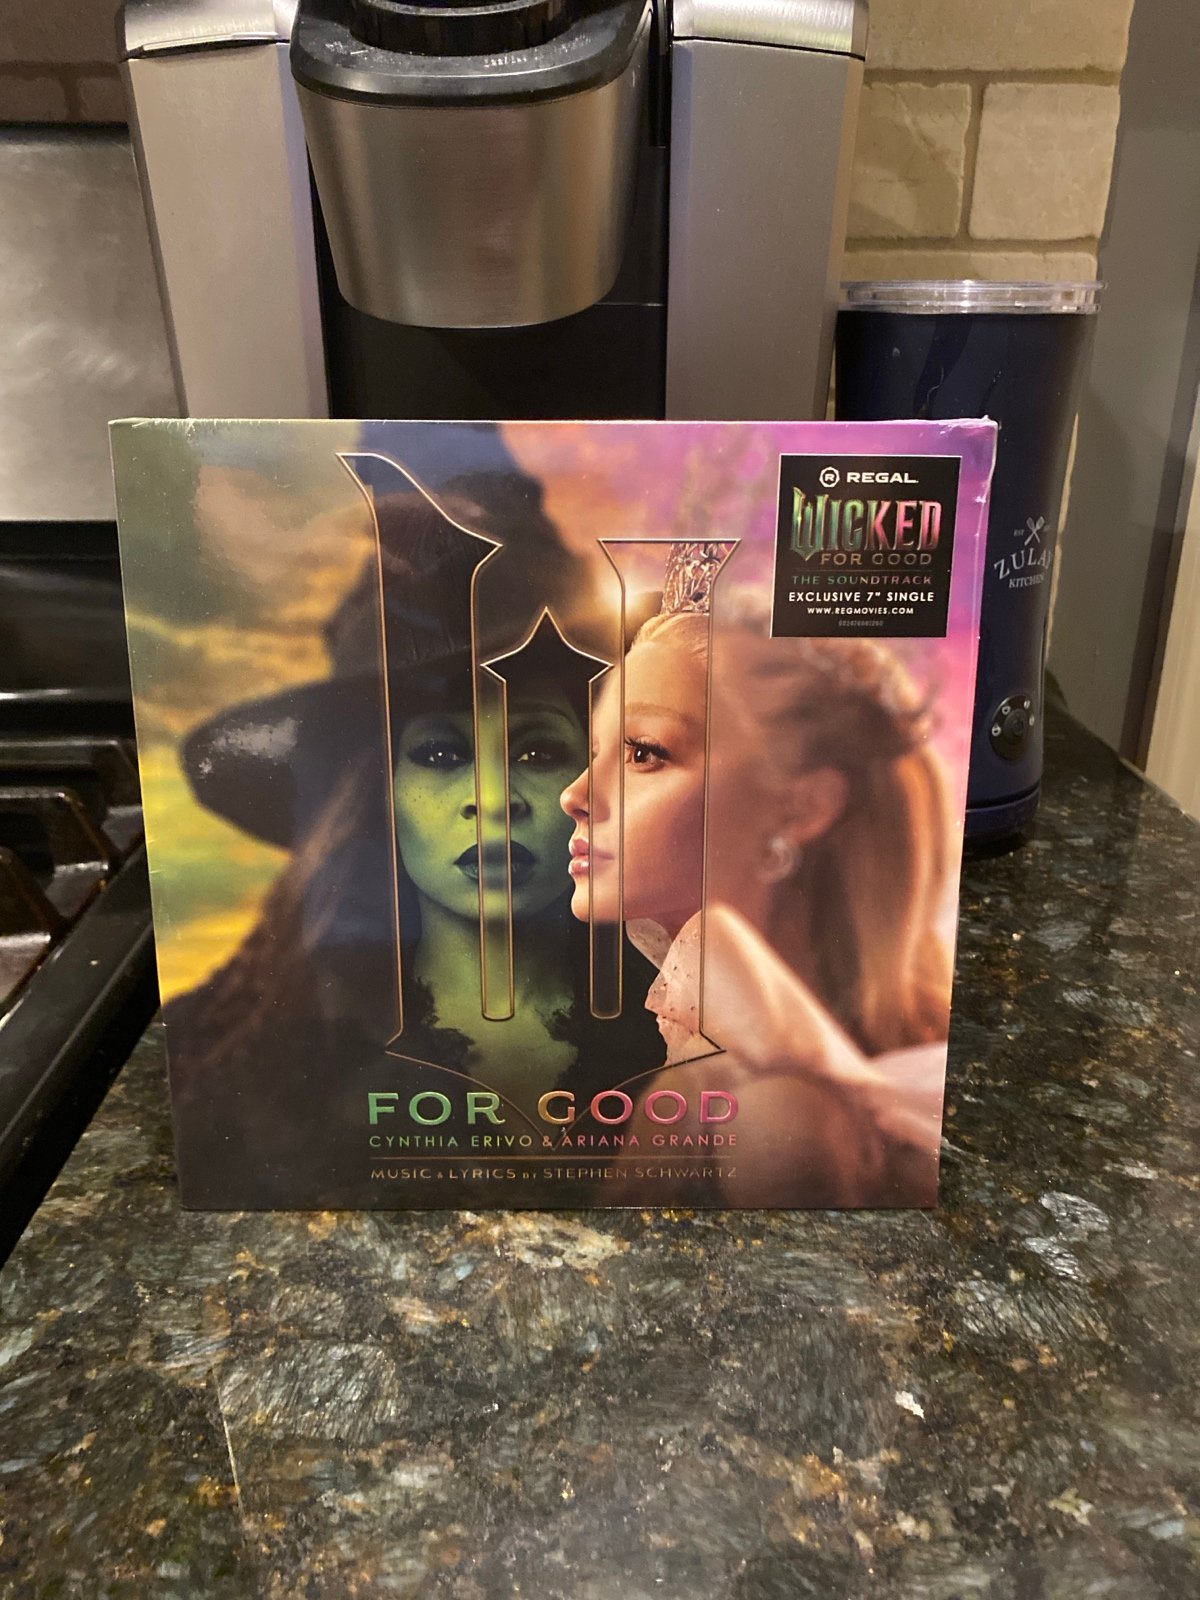 R REGAL
WICKED
FOR GOOD
THE SOUNDTRACK
EXCLUSIVE 7" SINGLE
WWW.REGMOVIES.COM
EST
ZULAY
KITCHEN
FOR GOOD
CYNTHIA ERIVO & ARIANA GRANDE
MUSIC & LYRICS BY STEPHEN SCHWARTZ